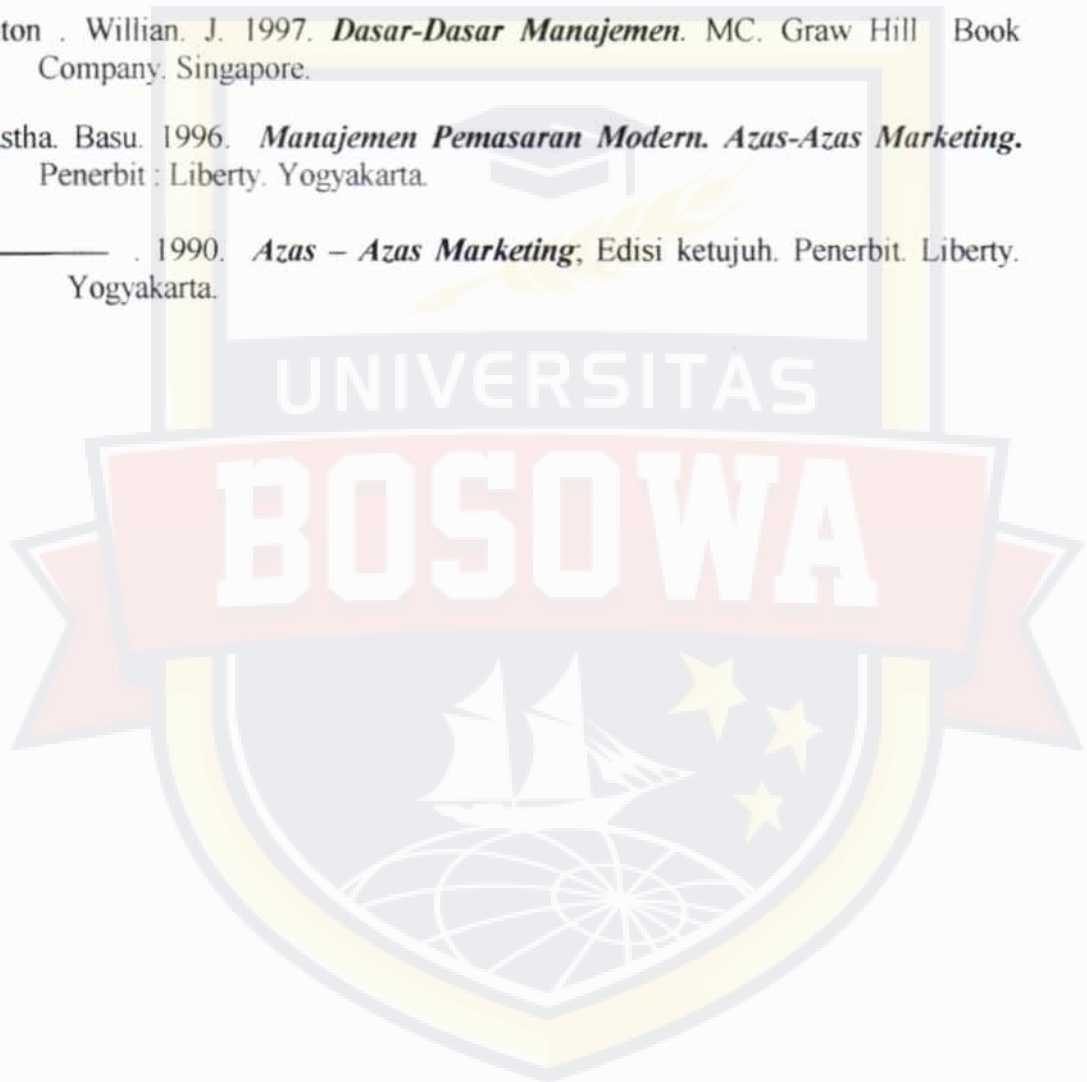 ton . Willian. J. 1997. Dasar-Dasar Manajemen. MC. Graw Hill Book
Company. Singapore.
stha. Basu. 1996. Manajemen Pemasaran Modern. Azas-Azas Marketing.
Penerbit : Liberty. Yogyakarta.
——— . 1990. Azas – Azas Marketing; Edisi ketujuh. Penerbit. Liberty.
Yogyakarta.
UNIVERSITAS
BOSOWA